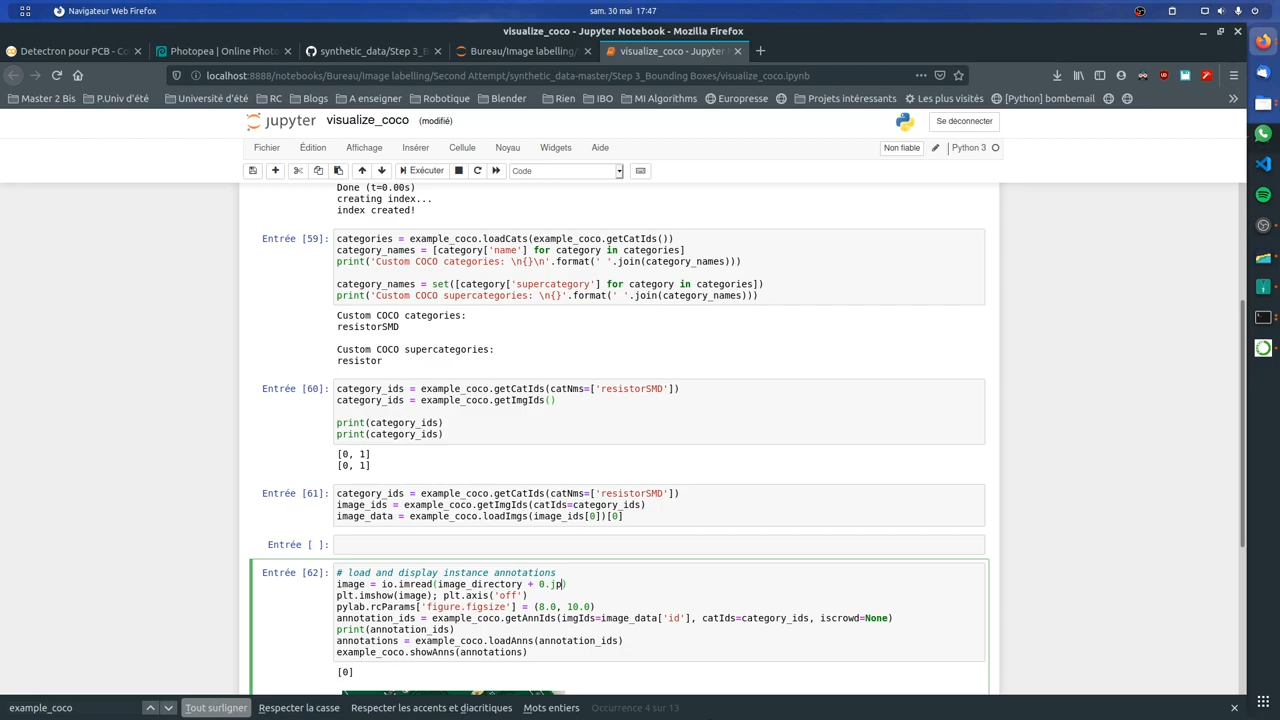 Navigateur Web Firefox
sam. 30 mai 17:47
visualize_coco - Jupyter Notebook - Mozilla Firefox
Detectron pour PCB - Co
Photopea | Online Photo
synthetic_data/Step 3_B
Bureau/Image labelling/
visualize_coco - Jupyter
localhost:8888/notebooks/Bureau/Image labelling/Second Attempt/synthetic_data-master/Step 3_Bounding Boxes/visualize_coco.ipynb
Master 2 Bis
P.Univ d'été
Université d'été
RC
Blogs
A enseigner
Robotique
Blender
Rien
IBO
MI Algorithms
Europresse
Projets intéressants
Les plus visités
[Python] bombemail
jupyter
visualize_coco
(modifié)
Se déconnecter
Fichier
Édition
Affichage
Insérer
Cellule
Noyau
Widgets
Aide
Non fiable
Python 3
Exécuter
Code
Done (t=0.00s)
creating index...
index created!
Entrée [59]:
categories = example_coco.loadCats(example_coco.getCatIds())
category_names = [category['name'] for category in categories]
print('Custom COCO categories: \n{}\n'.format(' '.join(category_names)))
category_names = set([category['supercategory'] for category in categories])
print('Custom COCO supercategories: \n{}'.format(' '.join(category_names)))
Custom COCO categories:
resistorSMD
Custom COCO supercategories:
resistor
Entrée [60]:
category_ids = example_coco.getCatIds(catNms=['resistorSMD'])
category_ids = example_coco.getImgIds()
print(category_ids)
print(category_ids)
[0, 1]
[0, 1]
Entrée [61]:
category_ids = example_coco.getCatIds(catNms=['resistorSMD'])
image_ids = example_coco.getImgIds(catIds=category_ids)
image_data = example_coco.loadImgs(image_ids[0])[0]
Entrée [ ]:
Entrée [62]:
# load and display instance annotations
image = io.imread(image_directory + 0.jp)
plt.imshow(image); plt.axis('off')
pylab.rcParams['figure.figsize'] = (8.0, 10.0)
annotation_ids = example_coco.getAnnIds(imgIds=image_data['id'], catIds=category_ids, iscrowd=None)
print(annotation_ids)
annotations = example_coco.loadAnns(annotation_ids)
example_coco.showAnns(annotations)
[0]
example_coco
Tout surligner
Respecter la casse
Respecter les accents et diacritiques
Mots entiers
Occurrence 4 sur 13